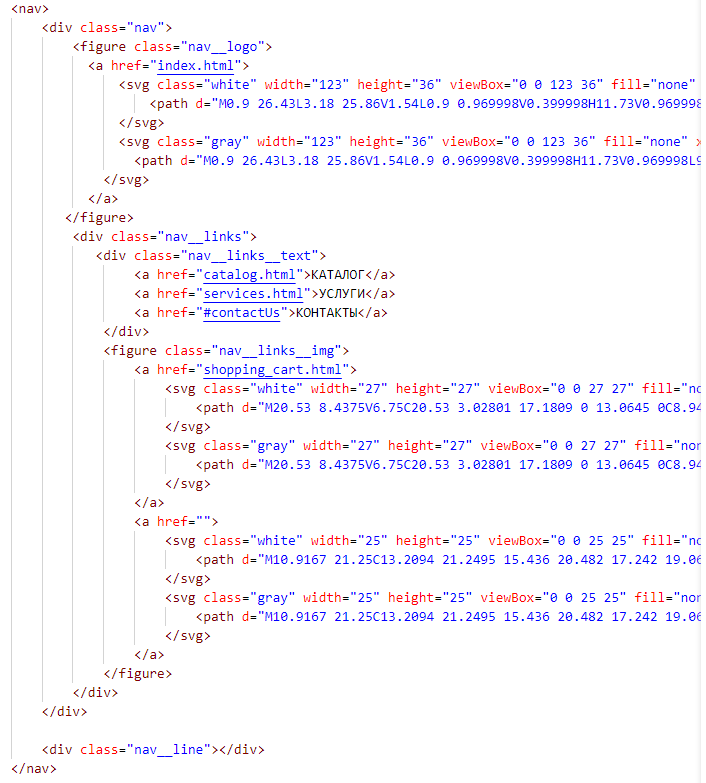 <nav>
<div class="nav">
<figure class="nav__logo">
<a href="index.html">
<svg class="white" width="123" height="36" viewBox="0 0 123 36" fill="none"
<path d="M0.9 26.43L3.18 25.86V1.54L0.9 0.969998V0.399998H11.73V0.969998
</svg>
<svg class="gray" width="123" height="36" viewBox="0 0 123 36" fill="none" x
<path d="M0.9 26.43L3.18 25.86V1.54L0.9 0.969998V0.399998H11.73V0.969998L9
</svg>
</a>
</figure>
<div class="nav__links">
<div class="nav__links__text">
<a href="catalog.html">КАТАЛОГ</a>
<a href="services.html">УСЛУГИ</a>
<a href="#contactUs">КОНТАКТЫ</a>
</div>
<figure class="nav__links__img">
<a href="shopping_cart.html">
<svg class="white" width="27" height="27" viewBox="0 0 27 27" fill="no
<path d="M20.53 8.4375V6.75C20.53 3.02801 17.1809 0 13.0645 0C8.94
</svg>
<svg class="gray" width="27" height="27" viewBox="0 0 27 27" fill="non
<path d="M20.53 8.4375V6.75C20.53 3.02801 17.1809 0 13.0645 0C8.94
</svg>
</a>
<a href="">
<svg class="white" width="25" height="25" viewBox="0 0 25 25" fill="no
<path d="M10.9167 21.25C13.2094 21.2495 15.436 20.482 17.242 19.06
</svg>
<svg class="gray" width="25" height="25" viewBox="0 0 25 25" fill="non
<path d="M10.9167 21.25C13.2094 21.2495 15.436 20.482 17.242 19.06
</svg>
</a>
</figure>
</div>
</div>
<div class="nav__line"></div>
</nav>